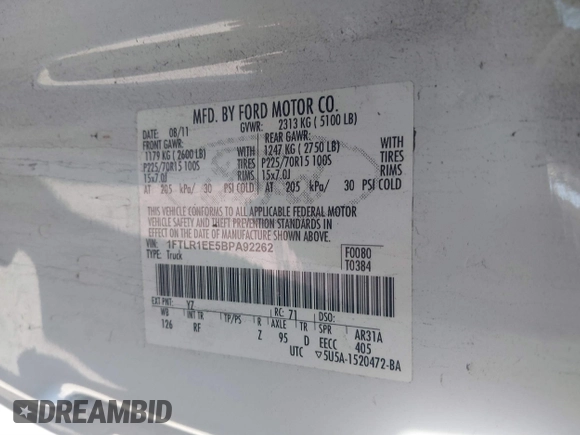 MFD. BY FORD MOTOR CO.
DATE: 08/11 GVWR: 2313 KG ( 5100 LB)
FRONT GAWR: REAR GAWR:
1179 KG ( 2600 LB) WITH 1247 KG ( 2750 LB) WITH
P225/70R15 100S TIRES P225/70R15 100S TIRES
15x7.0J RIMS 15x7.0J RIMS
AT 205 kPa/ 30 PSI COLD AT 205 kPa/ 30 PSI COLD
THIS VEHICLE CONFORMS TO ALL APPLICABLE FEDERAL MOTOR
VEHICLE SAFETY AND THEFT PREVENTION STANDARDS IN EFFECT
ON THE DATE OF MANUFACTURE SHOWN ABOVE.
VIN: 1FTLR1EE5BPA92262 F0080
TYPE: Truck T0384
EXT PNT: YZ RC: 71 DSO: AR31A
WB INT TR TP/PS R AXLE TR SPR
126 RF Z 95 D EECC 405
UTC 5U5A-1520472-BA
DREAMBID